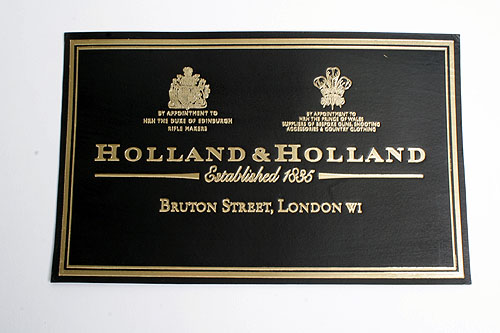 BY APPOINTMENT TO
HRH THE DUKE OF EDINBURGH
RIFLE MAKERS
BY APPOINTMENT TO
HRH THE PRINCE OF WALES
SUPPLIERS OF BESPOKE GUNS, SHOOTING
ACCESSORIES & COUNTRY CLOTHING
HOLLAND & HOLLAND
Established 1835
BRUTON STREET, LONDON W1